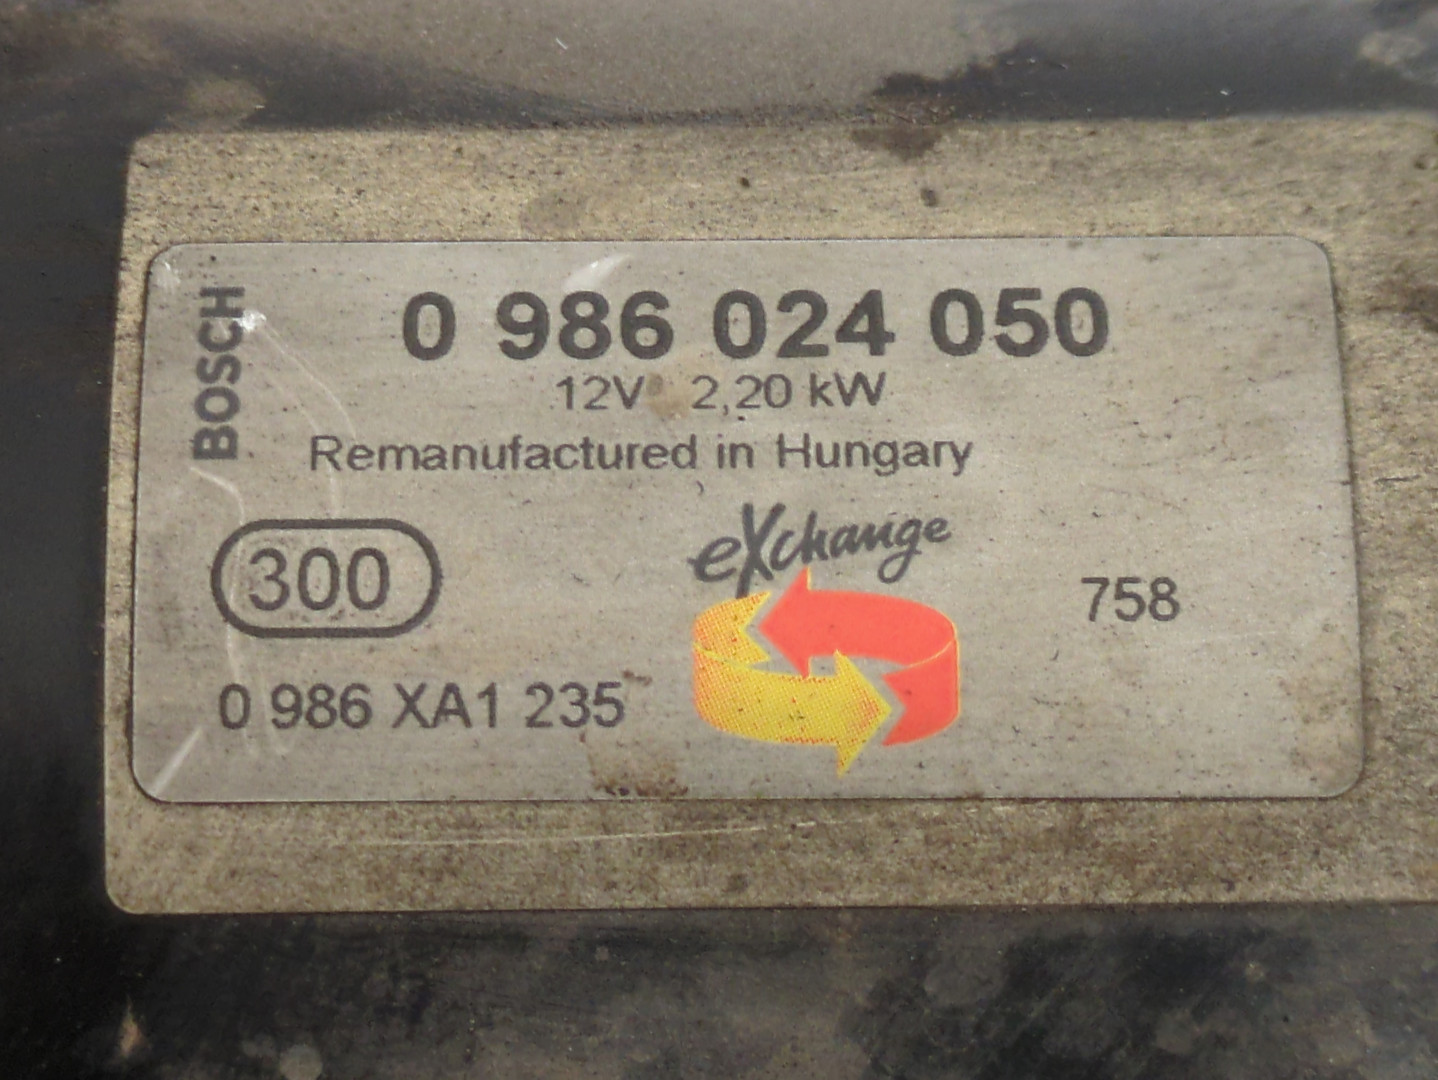 BOSCH
0 986 024 050
12V 2,20 kW
Remanufactured in Hungary
300
eXchange
758
0 986 XA1 235